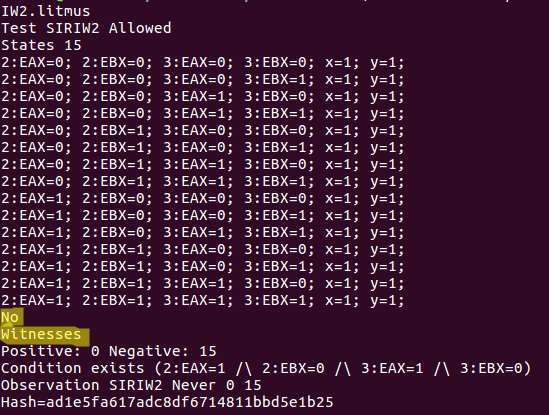 IW2.litmus
Test SIRIW2 Allowed
States 15
2:EAX=0; 2:EBX=0; 3:EAX=0; 3:EBX=0; x=1; y=1;
2:EAX=0; 2:EBX=0; 3:EAX=0; 3:EBX=1; x=1; y=1;
2:EAX=0; 2:EBX=0; 3:EAX=1; 3:EBX=0; x=1; y=1;
2:EAX=0; 2:EBX=0; 3:EAX=1; 3:EBX=1; x=1; y=1;
2:EAX=0; 2:EBX=1; 3:EAX=0; 3:EBX=0; x=1; y=1;
2:EAX=0; 2:EBX=1; 3:EAX=0; 3:EBX=1; x=1; y=1;
2:EAX=0; 2:EBX=1; 3:EAX=1; 3:EBX=0; x=1; y=1;
2:EAX=0; 2:EBX=1; 3:EAX=1; 3:EBX=1; x=1; y=1;
2:EAX=1; 2:EBX=0; 3:EAX=0; 3:EBX=0; x=1; y=1;
2:EAX=1; 2:EBX=0; 3:EAX=0; 3:EBX=1; x=1; y=1;
2:EAX=1; 2:EBX=0; 3:EAX=1; 3:EBX=1; x=1; y=1;
2:EAX=1; 2:EBX=1; 3:EAX=0; 3:EBX=0; x=1; y=1;
2:EAX=1; 2:EBX=1; 3:EAX=0; 3:EBX=1; x=1; y=1;
2:EAX=1; 2:EBX=1; 3:EAX=1; 3:EBX=0; x=1; y=1;
2:EAX=1; 2:EBX=1; 3:EAX=1; 3:EBX=1; x=1; y=1;
No
Witnesses
Positive: 0 Negative: 15
Condition exists (2:EAX=1 /\ 2:EBX=0 /\ 3:EAX=1 /\ 3:EBX=0)
Observation SIRIW2 Never 0 15
Hash=ad1e5fa617adc8df6714811bbd5e1b25